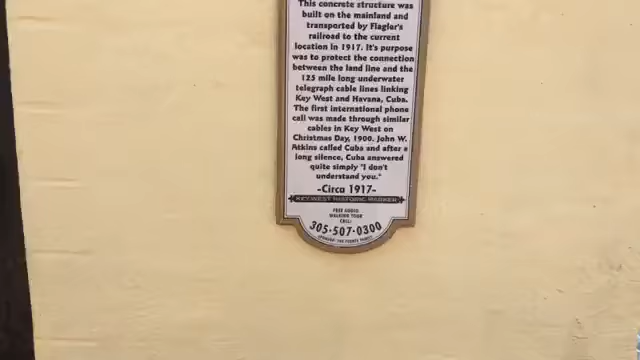 This concrete structure was
built on the mainland and
transported by Flagler's
railroad to the current
location in 1917. It's purpose
was to protect the connection
between the land line and the
125 mile long underwater
telegraph cable lines linking
Key West and Havana, Cuba.
The first international phone
call was made through similar
cables in Key West on
Christmas Day, 1900. John W.
Atkins called Cuba and after a
long silence, Cuba answered
quite simply "I don't
understand you."
-Circa 1917-
KEY WEST HISTORIC MARKER
FREE AUDIO
WALKING TOUR
CALL:
305·507·0300